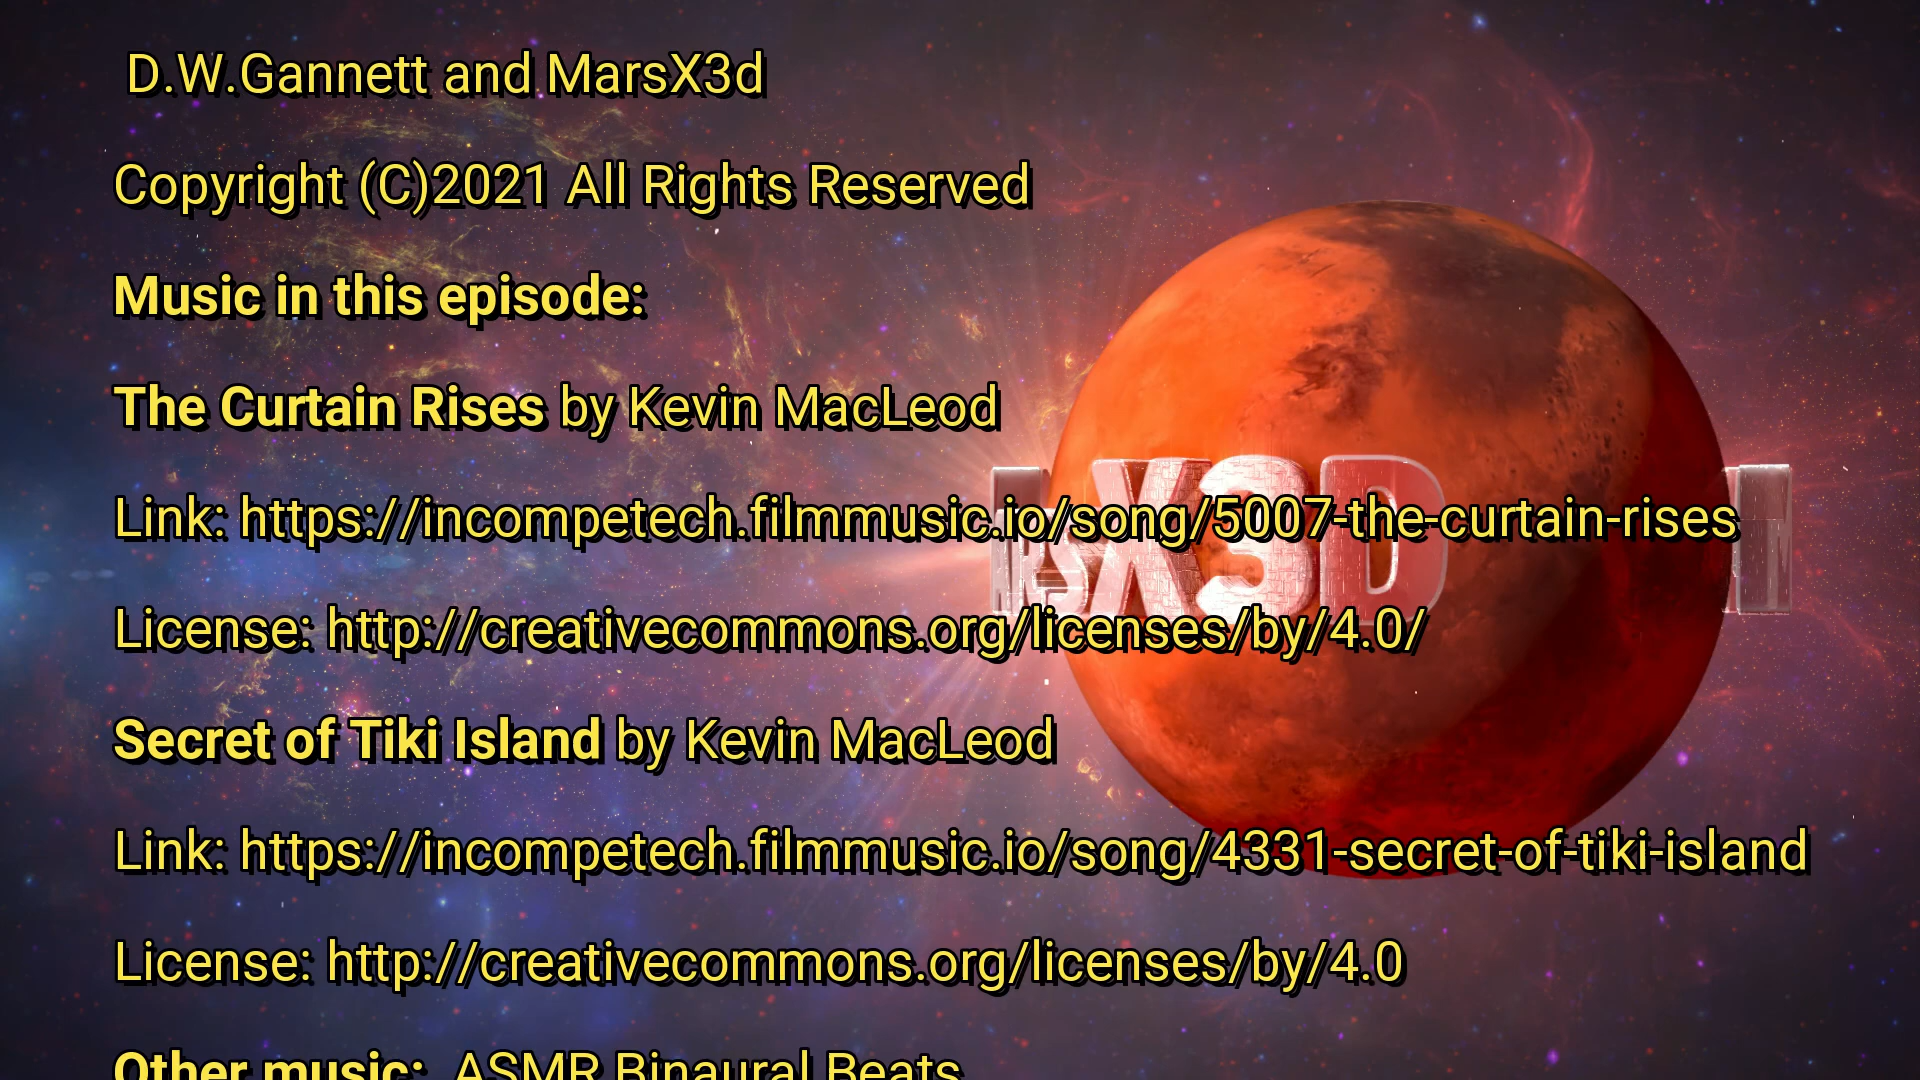 D.W.Gannett and MarsX3d
Copyright (C)2021 All Rights Reserved
Music in this episode:
The Curtain Rises by Kevin MacLeod
Link: https://incompetech.filmmusic.io/song/5007-the-curtain-rises
X3D
License: http://creativecommons.org/licenses/by/4.0/
Secret of Tiki Island by Kevin MacLeod
Link: https://incompetech.filmmusic.io/song/4331-secret-of-tiki-island
License: http://creativecommons.org/licenses/by/4.0
Other music: ASMR Binaural Beats